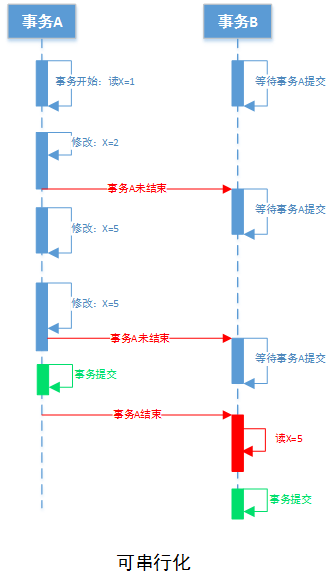 事务A
事务B
事务开始：读X=1
等待事务A提交
修改：X=2
事务A未结束
等待事务A提交
修改：X=5
修改：X=5
事务A未结束
等待事务A提交
事务提交
事务A结束
读X=5
事务提交
可串行化